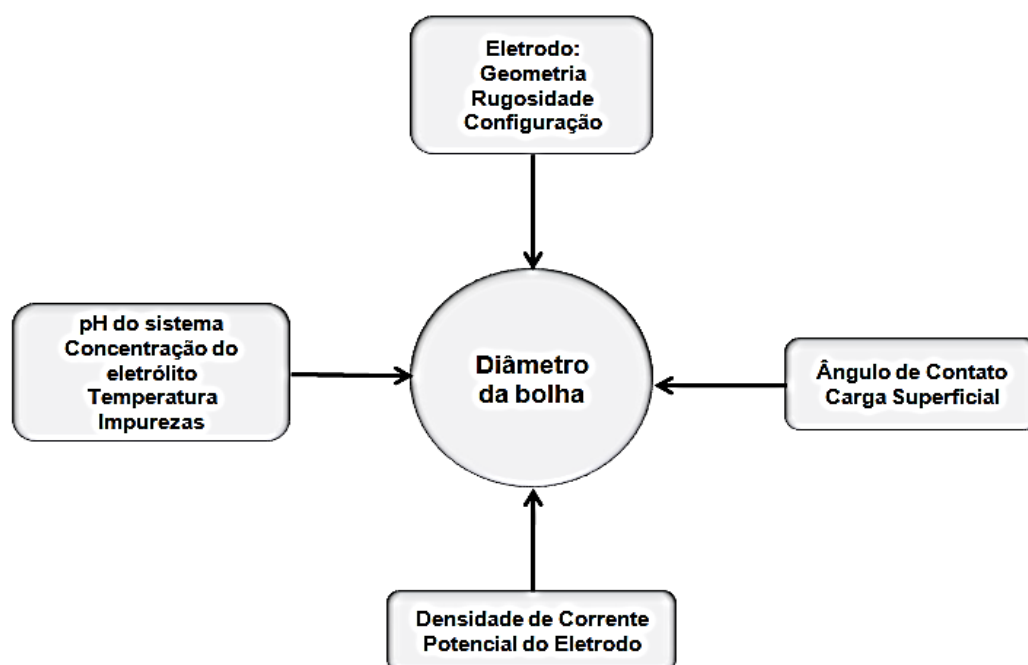 Eletrodo:
Geometria
Rugosidade
Configuração
pH do sistema
Concentração do
eletrólito
Temperatura
Impurezas
Diâmetro
da bolha
Ângulo de Contato
Carga Superficial
Densidade de Corrente
Potencial do Eletrodo